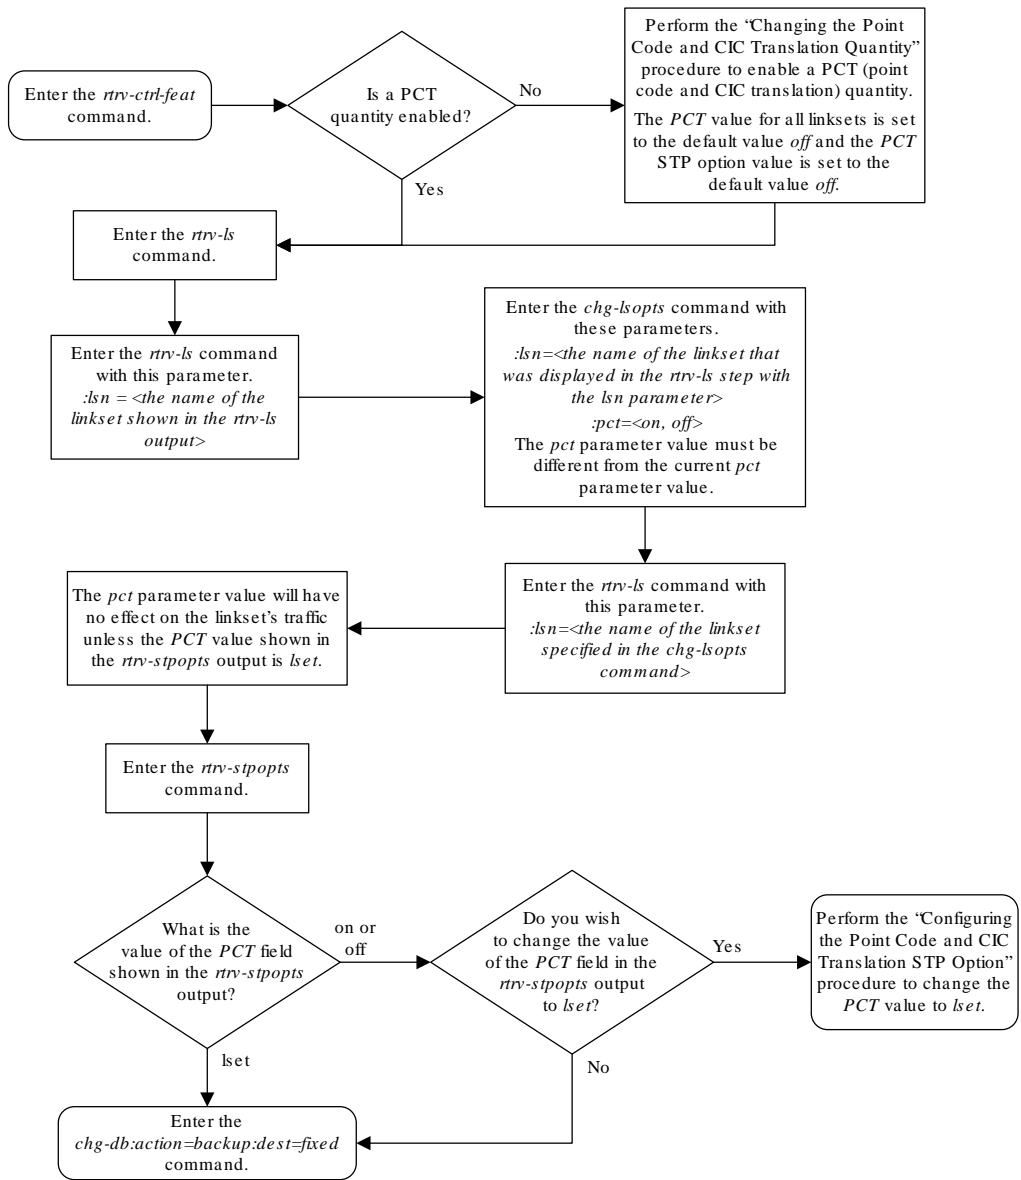 Enter the rtrv-ctrl-feat
command.
Is a PCT
quantity enabled?
No
Yes
Perform the “Changing the Point
Code and CIC Translation Quantity”
procedure to enable a PCT (point
code and CIC translation) quantity.
The PCT value for all linksets is set
to the default value off and the PCT
STP option value is set to the
default value off.
Enter the rtrv-ls
command.
Enter the rtrv-ls command
with this parameter.
:lsn = <the name of the
linkset shown in the rtrv-ls
output>
Enter the chg-lsopts command with
these parameters.
:lsn=<the name of the linkset that
was displayed in the rtrv-ls step with
the lsn parameter>
:pct=<on, off>
The pct parameter value must be
different from the current pct
parameter value.
Enter the rtrv-ls command with
this parameter.
:lsn=<the name of the linkset
specified in the chg-lsopts
command>
The pct parameter value will have
no effect on the linkset’s traffic
unless the PCT value shown in
the rtrv-stpopts output is lset.
Enter the rtrv-stpopts
command.
What is the
value of the PCT field
shown in the rtrv-stpopts
output?
on or
off
lset
Do you wish
to change the value
of the PCT field in the
rtrv-stpopts output
to lset?
Yes
No
Perform the “Configuring
the Point Code and CIC
Translation STP Option”
procedure to change the
PCT value to lset.
Enter the
chg-db:action=backup:dest=fixed
command.